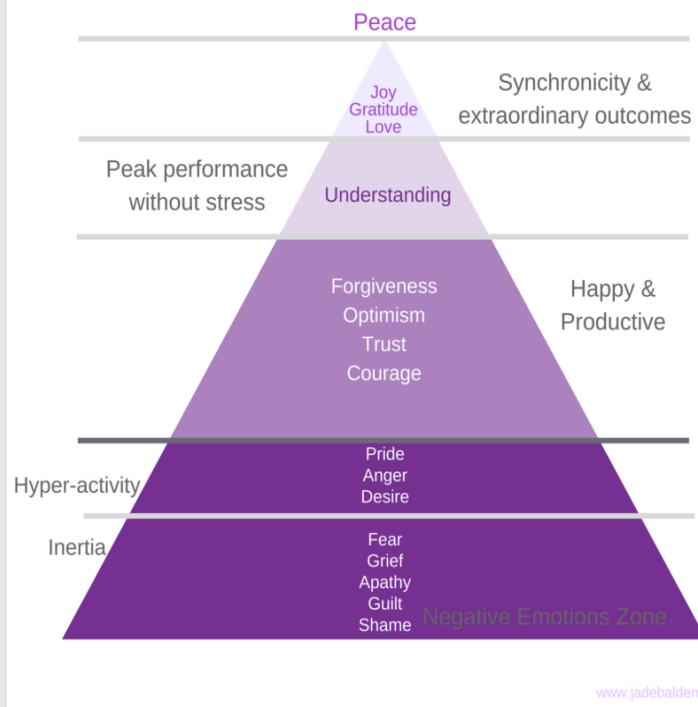 Peace
Joy
Gratitude
Love
Synchronicity &
extraordinary outcomes
Peak performance
without stress
Understanding
Forgiveness
Optimism
Trust
Courage
Happy &
Productive
Pride
Anger
Desire
Hyper-activity
Inertia
Fear
Grief
Apathy
Guilt
Shame
Negative Emotions Zone
www.jadebalden